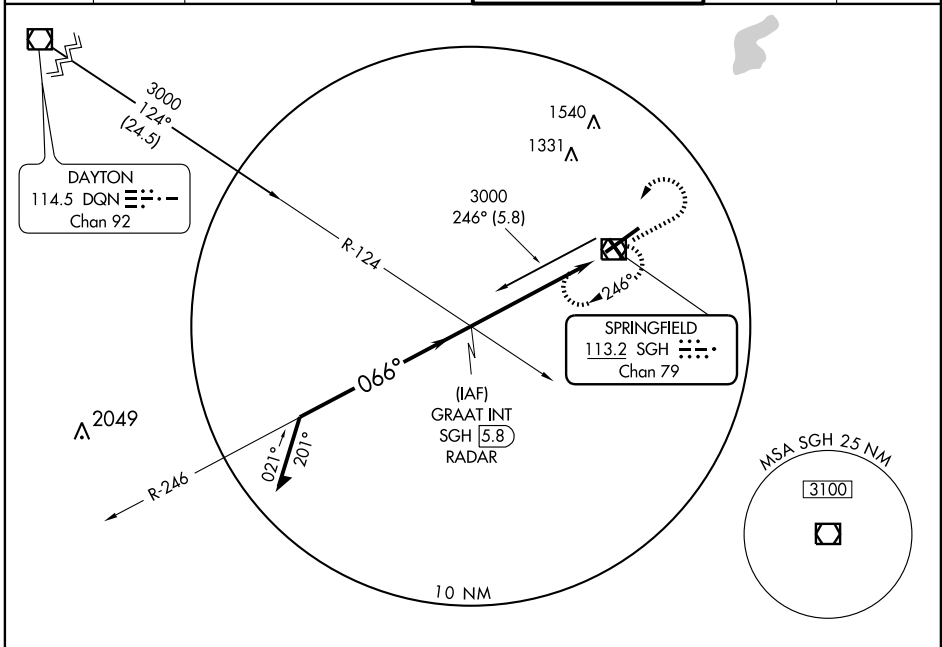 3000
124°
(24.5)
DAYTON
114.5 DQN
Chan 92
R-124
1540
1331
3000
246° (5.8)
246°
SPRINGFIELD
113.2 SGH
Chan 79
066°
(IAF)
GRAAT INT
SGH 5.8
RADAR
2049
021°
201°
R-246
10 NM
MSA SGH 25 NM
3100